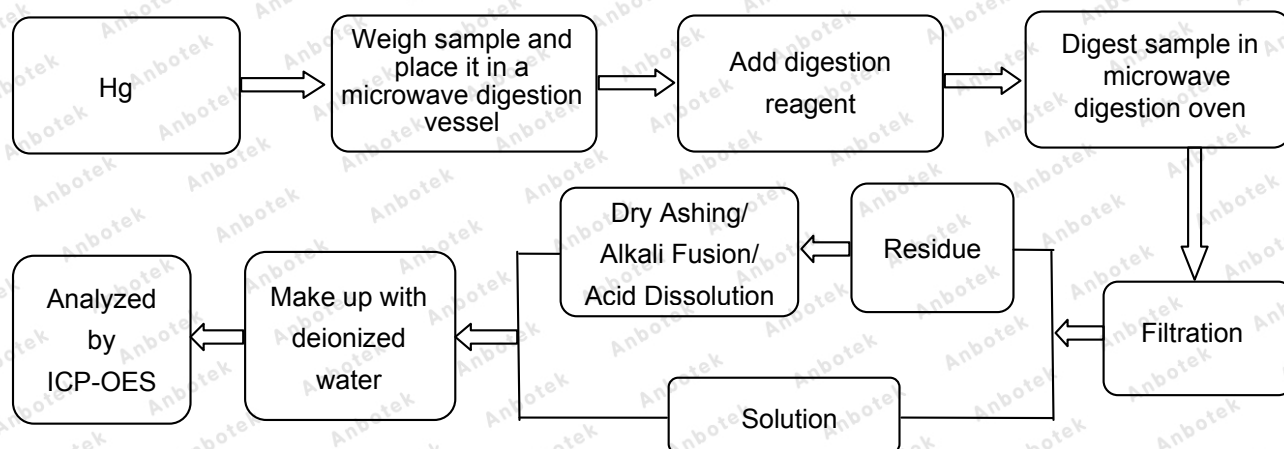 Hg
Weigh sample and
place it in a
microwave digestion
vessel
Add digestion
reagent
Digest sample in
microwave
digestion oven
Filtration
Residue
Dry Ashing/
Alkali Fusion/
Acid Dissolution
Solution
Make up with
deionized
water
Analyzed
by
ICP-OES
Anbotek